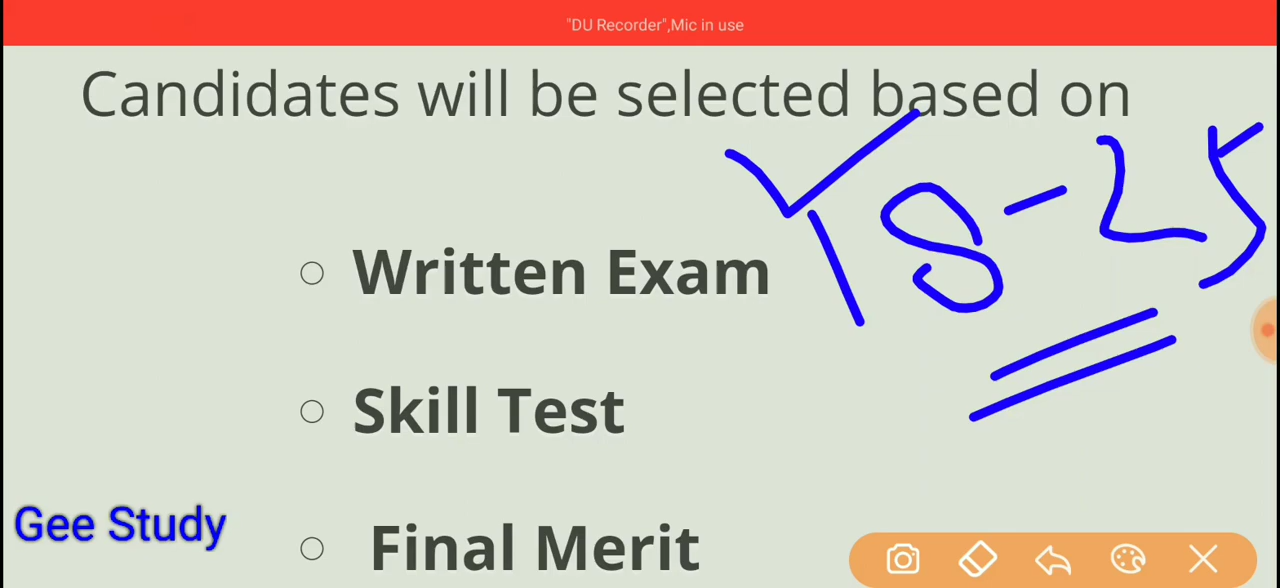 "DU Recorder",Mic in use
Candidates will be selected based on
18-25
Written Exam
Skill Test
Gee Study
Final Merit